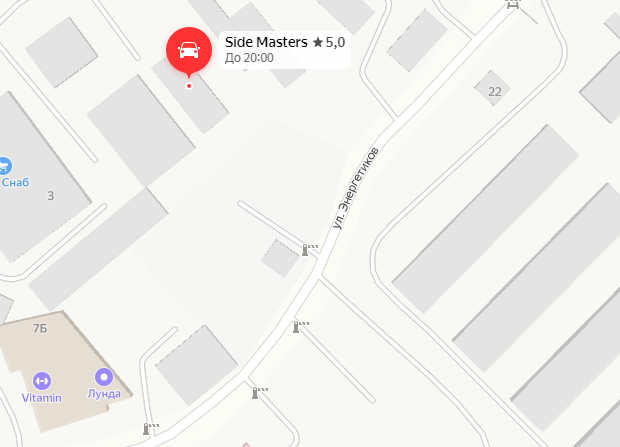 Side Masters ★ 5,0
До 20:00
22
Снаб
3
ул. Энергетиков
7Б
Vitamin
Лунда